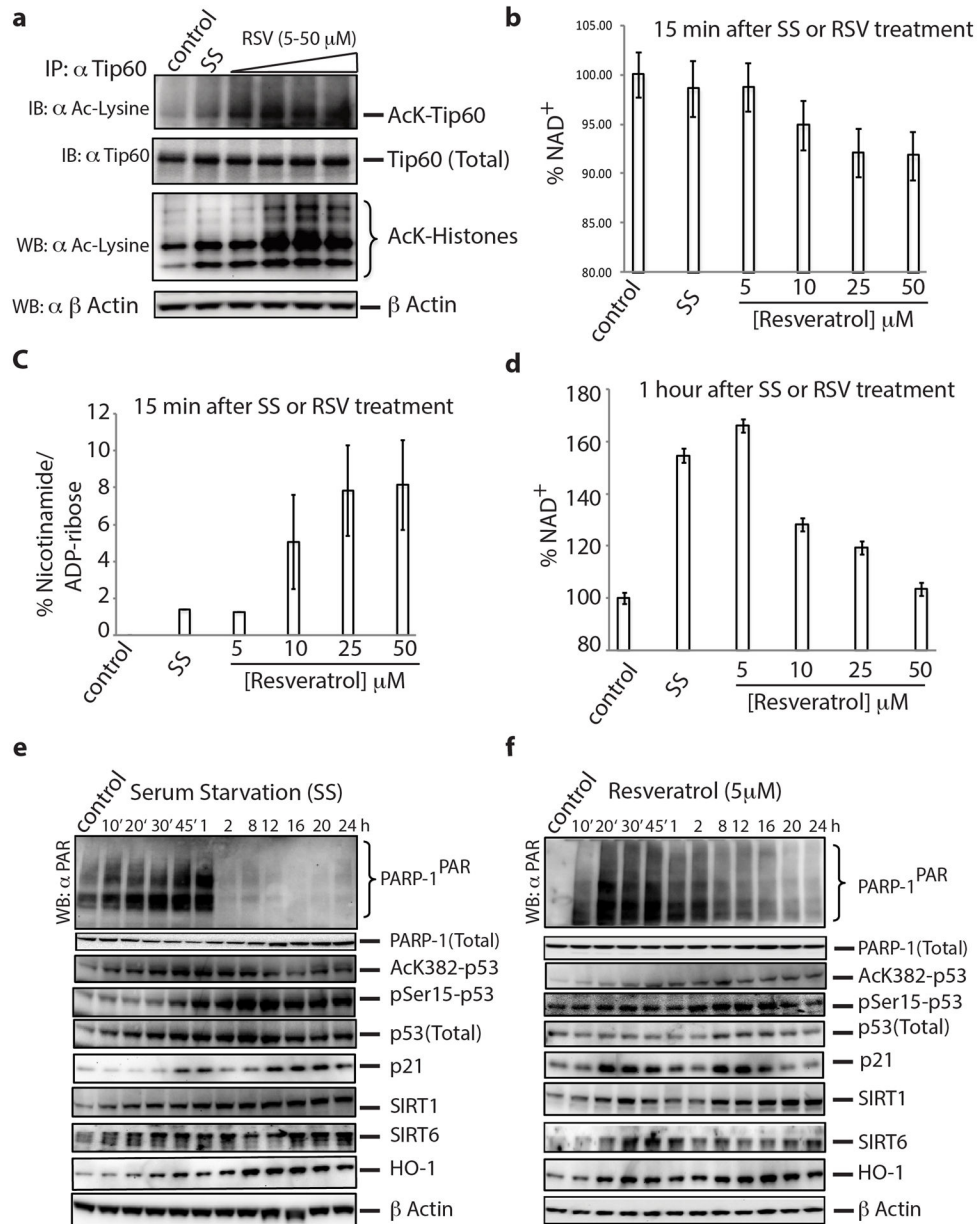 a
control
SS
RSV (5-50 μM)
IP: α Tip60
IB: α Ac-Lysine
AcK-Tip60
IB: α Tip60
Tip60 (Total)
WB: α Ac-Lysine
AcK-Histones
WB: α β Actin
β Actin
b
15 min after SS or RSV treatment
% NAD+
105.00
100.00
95.00
90.00
85.00
80.00
control
SS
5
10
25
50
[Resveratrol] μM
c
15 min after SS or RSV treatment
% Nicotinamide/
ADP-ribose
12
10
8
6
4
2
0
control
SS
5
10
25
50
[Resveratrol] μM
d
1 hour after SS or RSV treatment
% NAD+
180
160
140
120
100
80
control
SS
5
10
25
50
[Resveratrol] μM
e
Control
Serum Starvation (SS)
10' 20' 30' 45' 1 2 8 12 16 20 24 h
WB: α PAR
PARP-1PAR
PARP-1(Total)
AcK382-p53
pSer15-p53
p53(Total)
p21
SIRT1
SIRT6
HO-1
β Actin
f
Control
Resveratrol (5μM)
10' 20' 30' 45' 1 2 8 12 16 20 24 h
WB: α PAR
PARP-1PAR
PARP-1(Total)
AcK382-p53
pSer15-p53
p53(Total)
p21
SIRT1
SIRT6
HO-1
β Actin